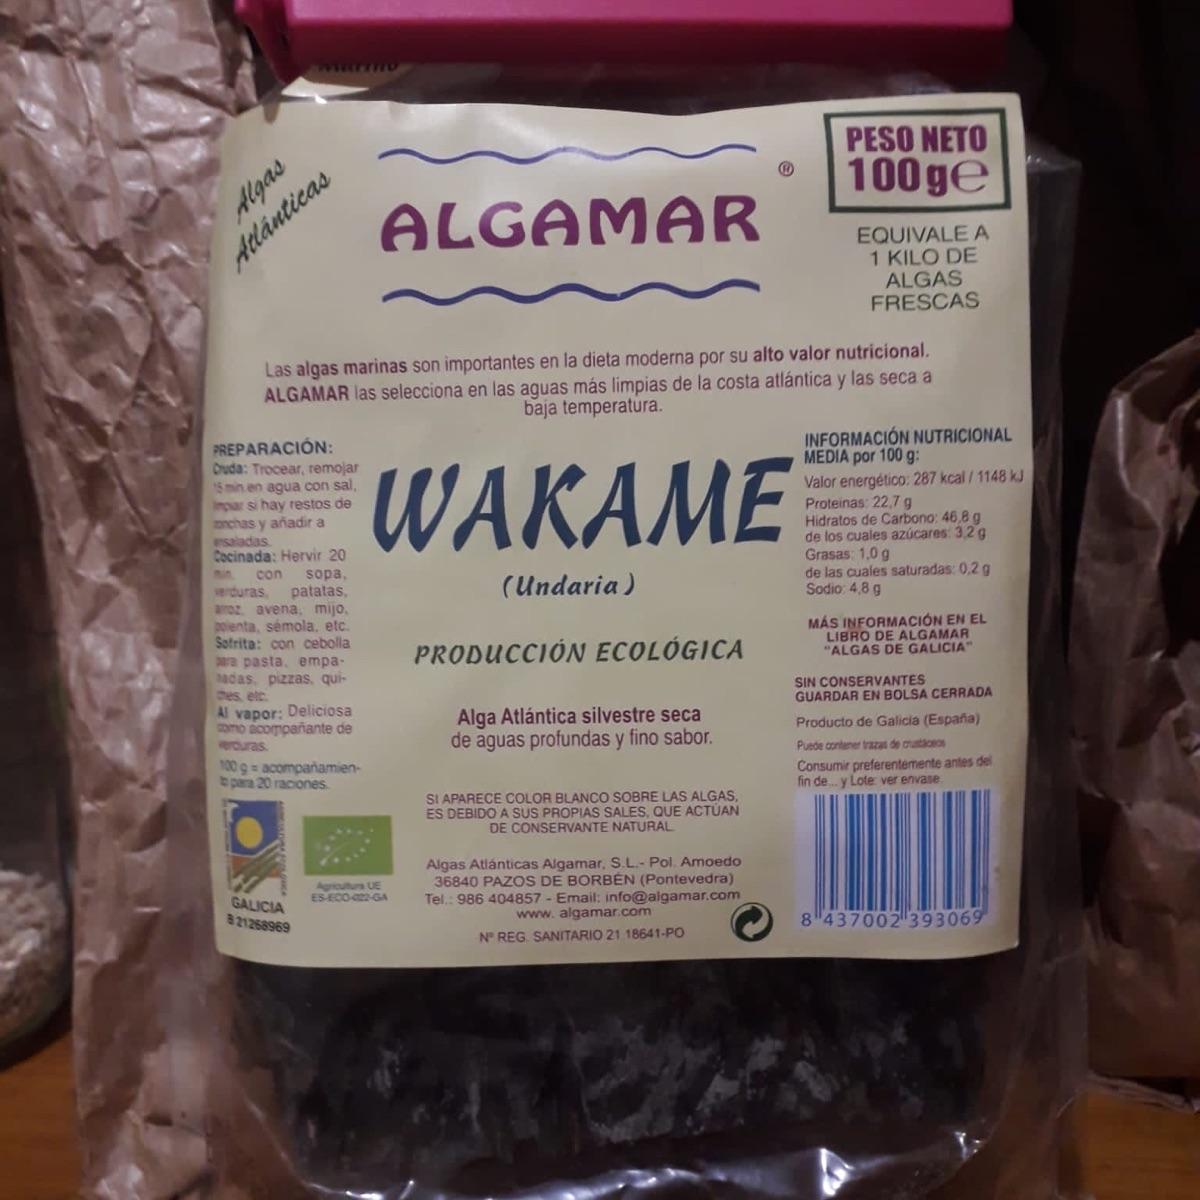 Marino
Algas
Atlánticas
ALGAMAR
®
PESO NETO
100g e
EQUIVALE A
1 KILO DE
ALGAS
FRESCAS
Las algas marinas son importantes en la dieta moderna por su alto valor nutricional.
ALGAMAR las selecciona en las aguas más limpias de la costa atlántica y las seca a
baja temperatura.
PREPARACIÓN:
Cruda: Trocear, remojar
15 min en agua con sal,
limpiar si hay restos de
conchas y añadir a
ensaladas.
Cocinada: Hervir 20
min. con sopa,
verduras, patatas,
arroz, avena, mijo,
polenta, sémola, etc.
Sofrita: con cebolla
para pasta, empa-
nadas, pizzas, qui-
ches, etc.
Al vapor: Deliciosa
como acompañante de
verduras.
100 g = acompañamien-
to para 20 raciones.
WAKAME
(Undaria)
PRODUCCIÓN ECOLÓGICA
Alga Atlántica silvestre seca
de aguas profundas y fino sabor.
SI APARECE COLOR BLANCO SOBRE LAS ALGAS,
ES DEBIDO A SUS PROPIAS SALES, QUE ACTÚAN
DE CONSERVANTE NATURAL.
Algas Atlánticas Algamar, S.L.- Pol. Amoedo
36840 PAZOS DE BORBÉN (Pontevedra)
Tel.: 986 404857 - Email: info@algamar.com
www. algamar.com
Nº REG. SANITARIO 21.18641-PO
INFORMACIÓN NUTRICIONAL
MEDIA por 100 g:
Valor energético: 287 kcal / 1148 kJ
Proteinas: 22,7 g
Hidratos de Carbono: 46,8 g
de los cuales azúcares: 3,2 g
Grasas: 1,0 g
de las cuales saturadas: 0,2 g
Sodio: 4,8 g
MÁS INFORMACIÓN EN EL
LIBRO DE ALGAMAR
"ALGAS DE GALICIA"
SIN CONSERVANTES
GUARDAR EN BOLSA CERRADA
Producto de Galicia (España)
Puede contener trazas de crustáceos
Consumir preferentemente antes del
fin de... y Lote: ver envase.
8 437002 393069
GALICIA
B 21268969
Agricultura UE
ES-ECO-022-GA